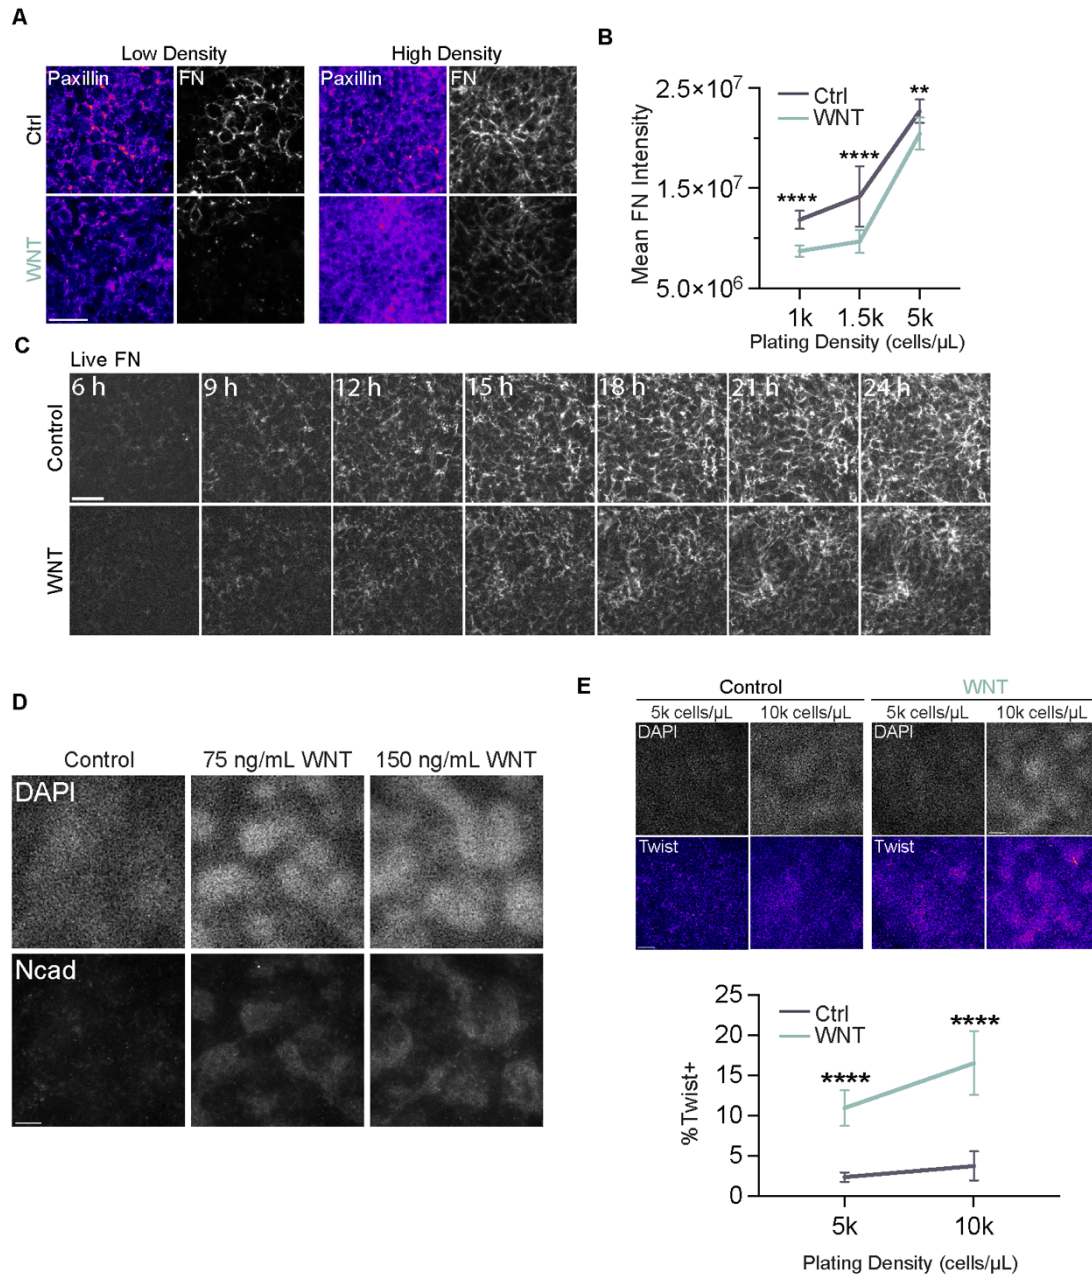 A
Low Density
High Density
Paxillin
FN
Paxillin
FN
Ctrl
WNT
B
2.5×10⁷
1.5×10⁷
5.0×10⁶
Mean FN Intensity
Ctrl
WNT
****
****
**
1k
1.5k
5k
Plating Density (cells/µL)
C
Live FN
6 h
9 h
12 h
15 h
18 h
21 h
24 h
Control
WNT
D
Control
75 ng/mL WNT
150 ng/mL WNT
DAPI
Ncad
E
Control
WNT
5k cells/µL
10k cells/µL
5k cells/µL
10k cells/µL
DAPI
DAPI
Twist
Twist
25
20
15
10
5
0
%Twist+
Ctrl
WNT
****
****
5k
10k
Plating Density (cells/µL)